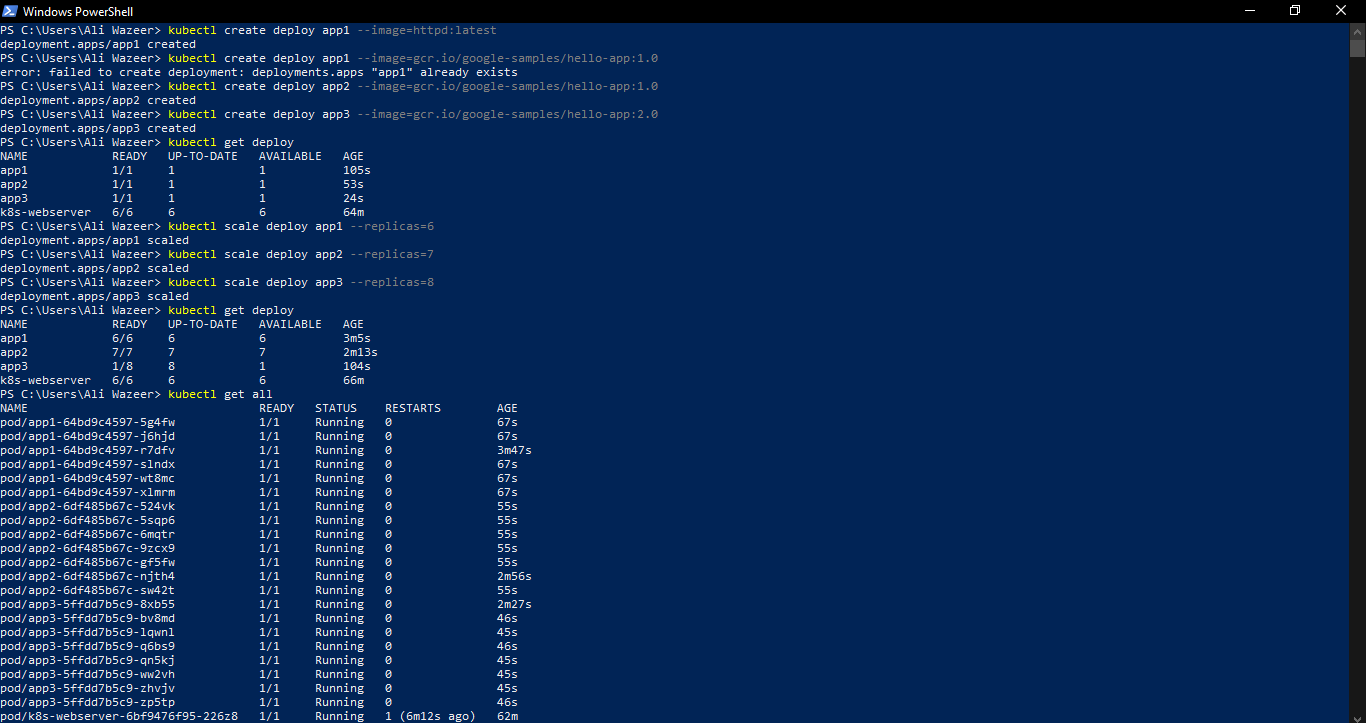 Windows PowerShell
PS C:\Users\Ali Wazeer> kubectl create deploy app1 --image=httpd:latest
deployment.apps/app1 created
PS C:\Users\Ali Wazeer> kubectl create deploy app1 --image=gcr.io/google-samples/hello-app:1.0
error: failed to create deployment: deployments.apps "app1" already exists
PS C:\Users\Ali Wazeer> kubectl create deploy app2 --image=gcr.io/google-samples/hello-app:1.0
deployment.apps/app2 created
PS C:\Users\Ali Wazeer> kubectl create deploy app3 --image=gcr.io/google-samples/hello-app:2.0
deployment.apps/app3 created
PS C:\Users\Ali Wazeer> kubectl get deploy
NAME            READY   UP-TO-DATE   AVAILABLE   AGE
app1            1/1     1            1           105s
app2            1/1     1            1           53s
app3            1/1     1            1           24s
k8s-webserver   6/6     6            6           64m
PS C:\Users\Ali Wazeer> kubectl scale deploy app1 --replicas=6
deployment.apps/app1 scaled
PS C:\Users\Ali Wazeer> kubectl scale deploy app2 --replicas=7
deployment.apps/app2 scaled
PS C:\Users\Ali Wazeer> kubectl scale deploy app3 --replicas=8
deployment.apps/app3 scaled
PS C:\Users\Ali Wazeer> kubectl get deploy
NAME            READY   UP-TO-DATE   AVAILABLE   AGE
app1            6/6     6            6           3m5s
app2            7/7     7            7           2m13s
app3            1/8     8            1           104s
k8s-webserver   6/6     6            6           66m
PS C:\Users\Ali Wazeer> kubectl get all
NAME                                 READY   STATUS    RESTARTS        AGE
pod/app1-64bd9c4597-5g4fw            1/1     Running   0               67s
pod/app1-64bd9c4597-j6hjd            1/1     Running   0               67s
pod/app1-64bd9c4597-r7dfv            1/1     Running   0               3m47s
pod/app1-64bd9c4597-slndx            1/1     Running   0               67s
pod/app1-64bd9c4597-wt8mc            1/1     Running   0               67s
pod/app1-64bd9c4597-xlmrm            1/1     Running   0               67s
pod/app2-6df485b67c-524vk            1/1     Running   0               55s
pod/app2-6df485b67c-5sqp6            1/1     Running   0               55s
pod/app2-6df485b67c-6mqtr            1/1     Running   0               55s
pod/app2-6df485b67c-9zcx9            1/1     Running   0               55s
pod/app2-6df485b67c-gf5fw            1/1     Running   0               55s
pod/app2-6df485b67c-njth4            1/1     Running   0               2m56s
pod/app2-6df485b67c-sw42t            1/1     Running   0               55s
pod/app3-5ffdd7b5c9-8xb55            1/1     Running   0               2m27s
pod/app3-5ffdd7b5c9-bv8md            1/1     Running   0               46s
pod/app3-5ffdd7b5c9-lqwnl            1/1     Running   0               45s
pod/app3-5ffdd7b5c9-q6bs9            1/1     Running   0               46s
pod/app3-5ffdd7b5c9-qn5kj            1/1     Running   0               45s
pod/app3-5ffdd7b5c9-ww2vh            1/1     Running   0               45s
pod/app3-5ffdd7b5c9-zhvjv            1/1     Running   0               45s
pod/app3-5ffdd7b5c9-zp5tp            1/1     Running   0               46s
pod/k8s-webserver-6bf9476f95-226z8   1/1     Running   1 (6m12s ago)   62m